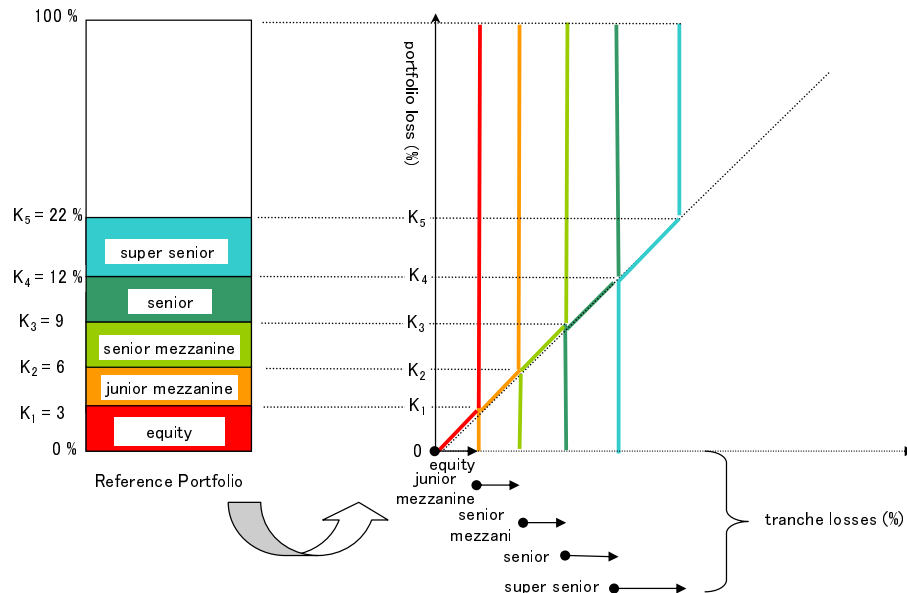 100 %
K5 = 22 %
super senior
K4 = 12 %
senior
K3 = 9
senior mezzanine
K2 = 6
junior mezzanine
K1 = 3
equity
0 %
Reference Portfolio
portfolio loss (%)
K5
K4
K3
K2
K1
0
equity
junior
mezzanine
senior
mezzani
senior
super senior
tranche losses (%)